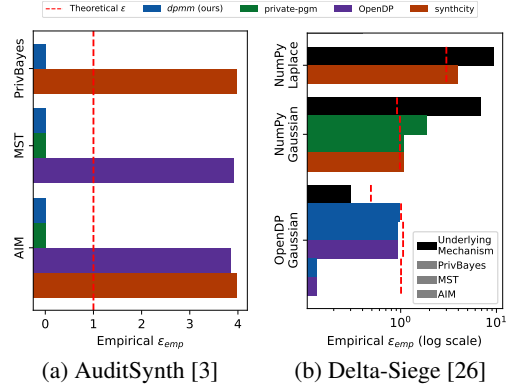 Theoretical ε dpmm (ours) private-pgm OpenDP synthcity
PrivBayes
MST
AIM
0 1 2 3 4
Empirical εemp
(a) AuditSynth [3]
NumPy
Laplace
NumPy
Gaussian
OpenDP
Gaussian
Underlying
Mechanism
PrivBayes
MST
AIM
10⁰ 10¹
Empirical εemp (log scale)
(b) Delta-Siege [26]